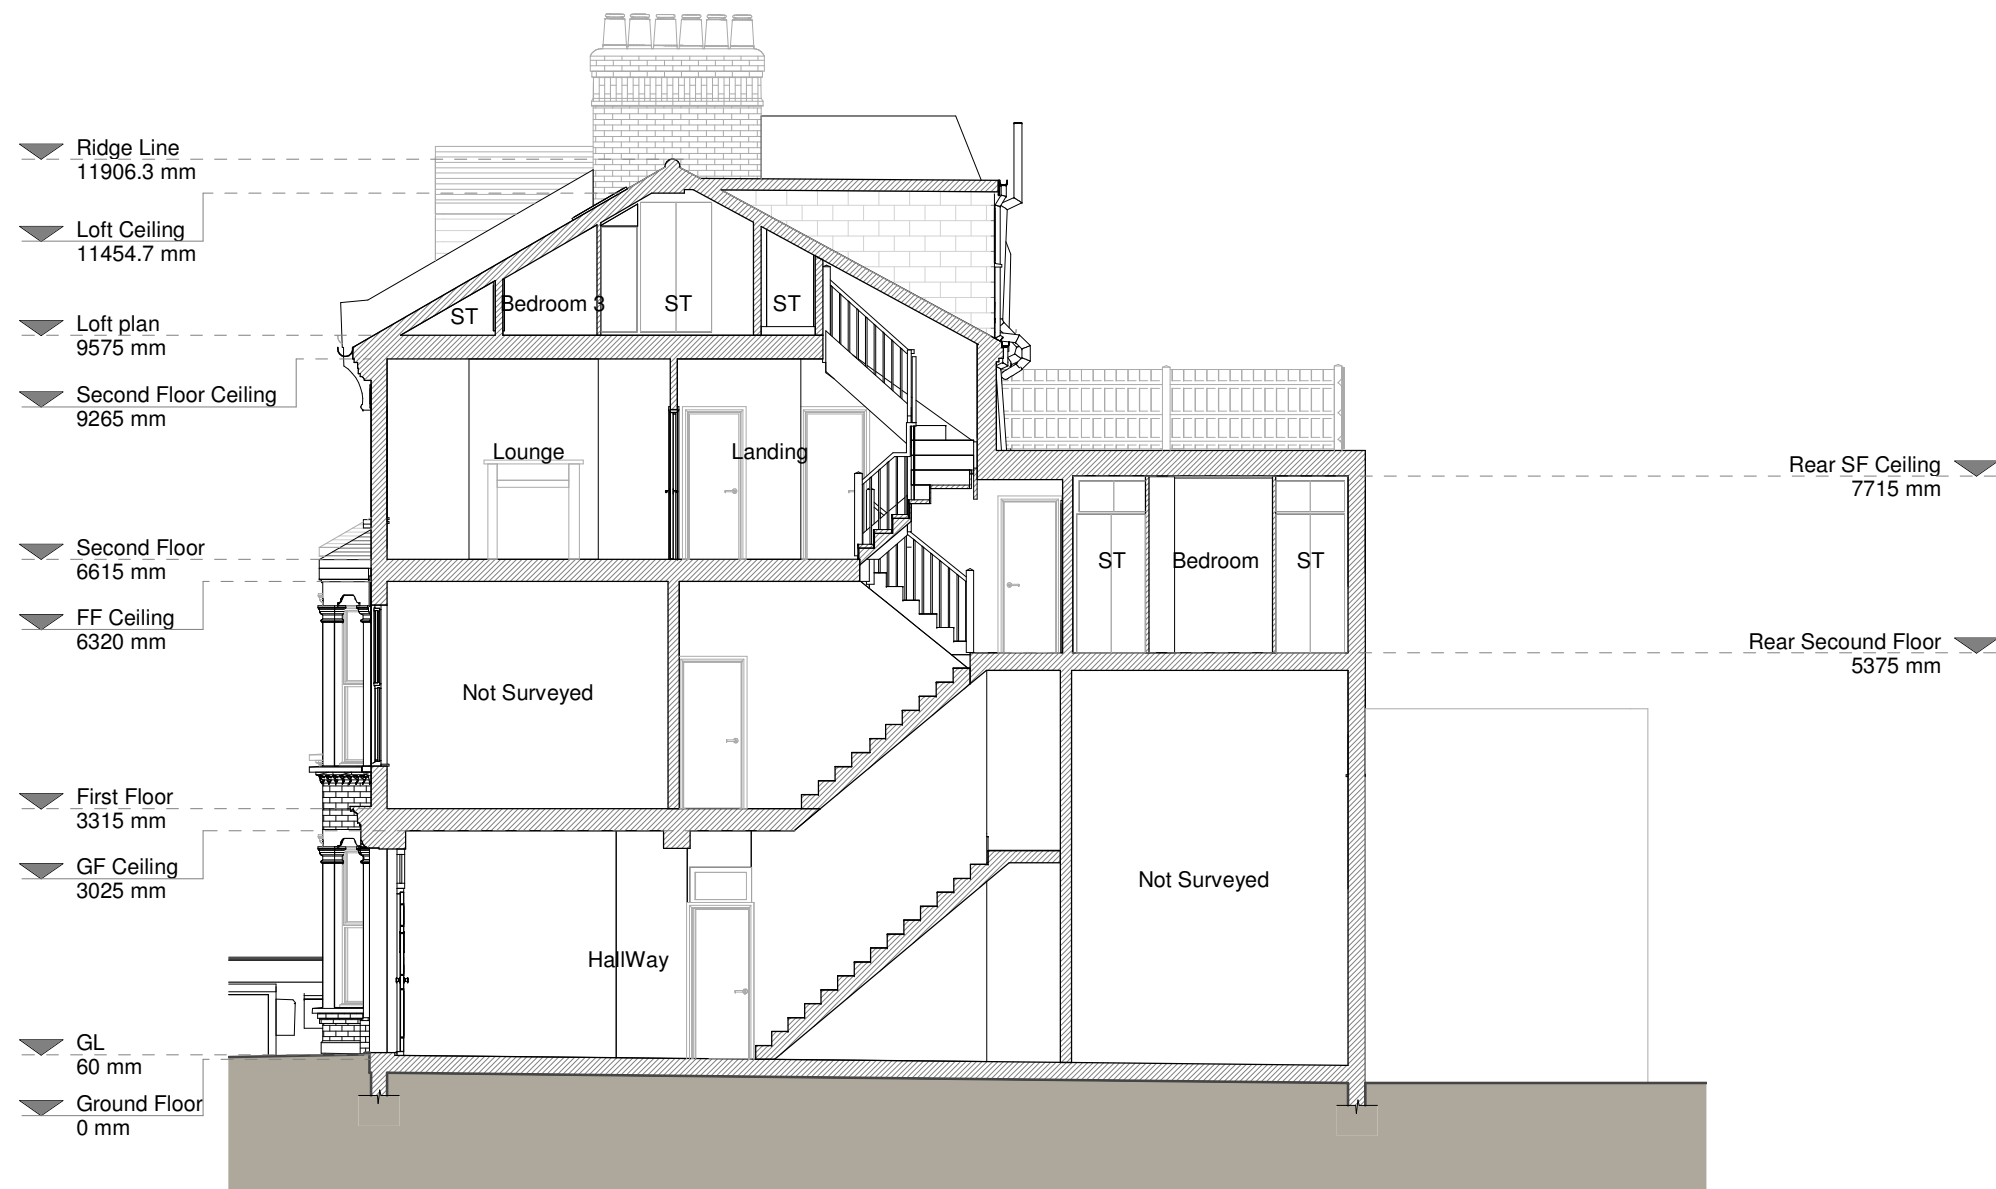 Ridge Line
11906.3 mm
Loft Ceiling
11454.7 mm
Loft plan
9575 mm
Second Floor Ceiling
9265 mm
Second Floor
6615 mm
FF Ceiling
6320 mm
First Floor
3315 mm
GF Ceiling
3025 mm
GL
60 mm
Ground Floor
0 mm
ST
Bedroom 3
ST
ST
Lounge
Landing
ST
Bedroom
ST
Not Surveyed
Not Surveyed
HallWay
Rear SF Ceiling
7715 mm
Rear Secound Floor
5375 mm